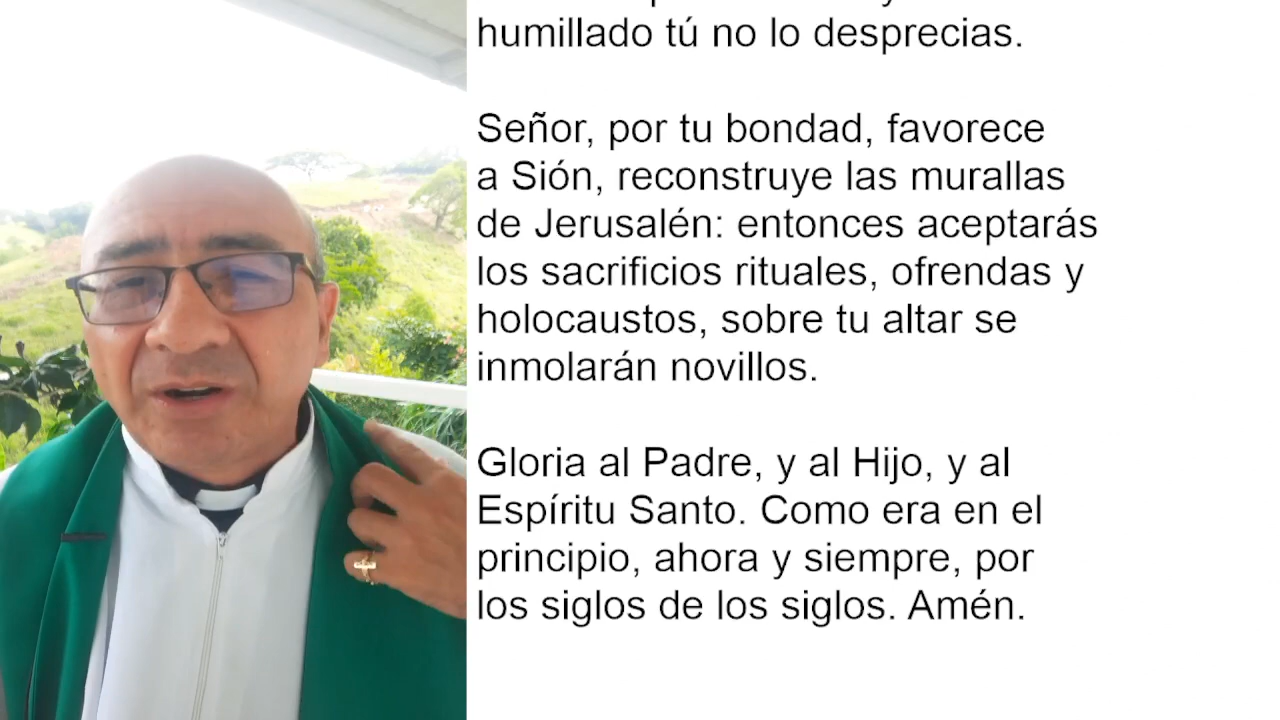 humillado tú no lo desprecias.
Señor, por tu bondad, favorece
a Sión, reconstruye las murallas
de Jerusalén: entonces aceptarás
los sacrificios rituales, ofrendas y
holocaustos, sobre tu altar se
inmolarán novillos.
Gloria al Padre, y al Hijo, y al
Espíritu Santo. Como era en el
principio, ahora y siempre, por
los siglos de los siglos. Amén.